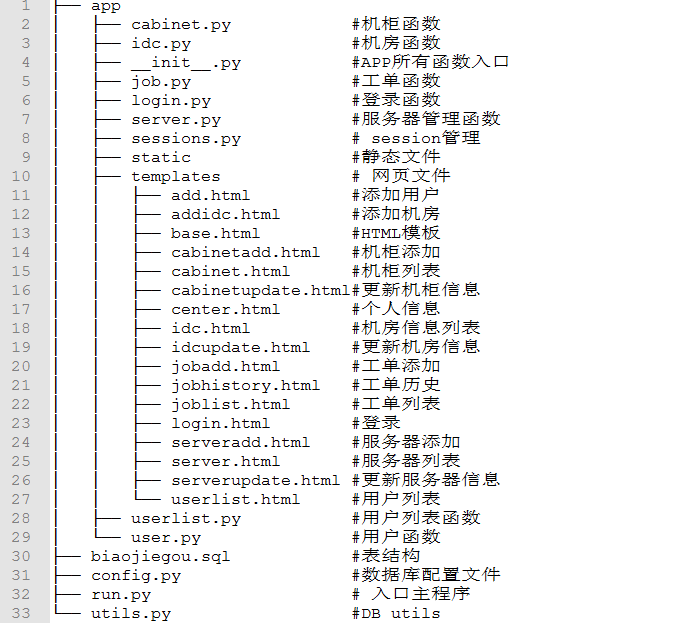 1 ├── app
2 │   ├── cabinet.py            #机柜函数
3 │   ├── idc.py                #机房函数
4 │   ├── __init__.py           #APP所有函数入口
5 │   ├── job.py                #工单函数
6 │   ├── login.py              #登录函数
7 │   ├── server.py             #服务器管理函数
8 │   ├── sessions.py           # session管理
9 │   ├── static                #静态文件
10 │   ├── templates             # 网页文件
11 │   │   ├── add.html          #添加用户
12 │   │   ├── addidc.html       #添加机房
13 │   │   ├── base.html         #HTML模板
14 │   │   ├── cabinetadd.html   #机柜添加
15 │   │   ├── cabinet.html      #机柜列表
16 │   │   ├── cabinetupdate.html#更新机柜信息
17 │   │   ├── center.html       #个人信息
18 │   │   ├── idc.html          #机房信息列表
19 │   │   ├── idcupdate.html    #更新机房信息
20 │   │   ├── jobadd.html       #工单添加
21 │   │   ├── jobhistory.html   #工单历史
22 │   │   ├── joblist.html      #工单列表
23 │   │   ├── login.html        #登录
24 │   │   ├── serveradd.html    #服务器添加
25 │   │   ├── server.html       #服务器列表
26 │   │   ├── serverupdate.html #更新服务器信息
27 │   │   └── userlist.html     #用户列表
28 │   ├── userlist.py           #用户列表函数
29 │   └── user.py               #用户函数
30 ├── biaojiegou.sql            #表结构
31 ├── config.py                 #数据库配置文件
32 ├── run.py                    # 入口主程序
33 └── utils.py                  #DB utils